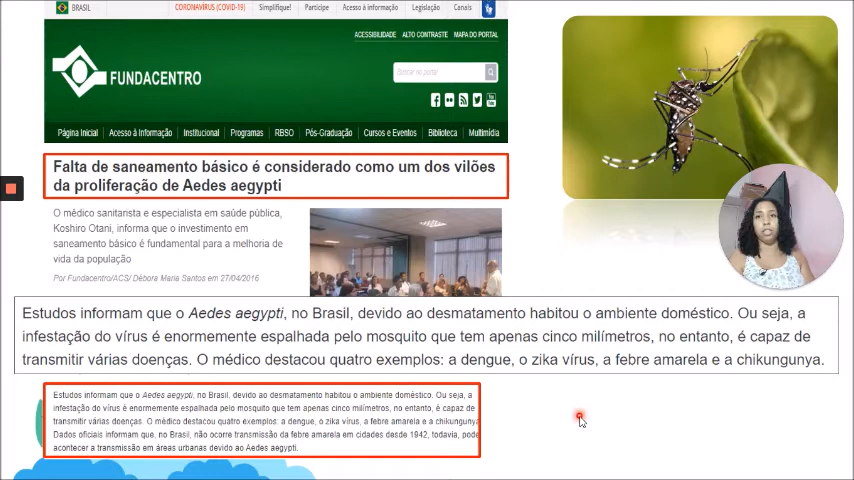 BRASIL CORONAVÍRUS (COVID-19) Simplifique! Participe Acesso à informação Legislação Canais
ACESSIBILIDADE ALTO CONTRASTE MAPA DO PORTAL
FUNDACENTRO
Buscar no portal
Página Inicial Acesso à Informação Institucional Programas RBSO Pós-Graduação Cursos e Eventos Biblioteca Multimídia
Falta de saneamento básico é considerado como um dos vilões
da proliferação de Aedes aegypti
O médico sanitarista e especialista em saúde pública,
Koshiro Otani, informa que o investimento em
saneamento básico é fundamental para a melhoria de
vida da população
Por Fundacentro/ACS/ Débora Maria Santos em 27/04/2016
Estudos informam que o Aedes aegypti, no Brasil, devido ao desmatamento habitou o ambiente doméstico. Ou seja, a
infestação do vírus é enormemente espalhada pelo mosquito que tem apenas cinco milímetros, no entanto, é capaz de
transmitir várias doenças. O médico destacou quatro exemplos: a dengue, o zika vírus, a febre amarela e a chikungunya.
Estudos informam que o Aedes aegypti, no Brasil, devido ao desmatamento habitou o ambiente doméstico. Ou seja, a
infestação do vírus é enormemente espalhada pelo mosquito que tem apenas cinco milímetros, no entanto, é capaz de
transmitir várias doenças. O médico destacou quatro exemplos: a dengue, o zika vírus, a febre amarela e a chikunguny
Dados oficiais informam que, no Brasil, não ocorre transmissão da febre amarela em cidades desde 1942, todavia, pode
acontecer a transmissão em áreas urbanas devido ao Aedes aegypti.